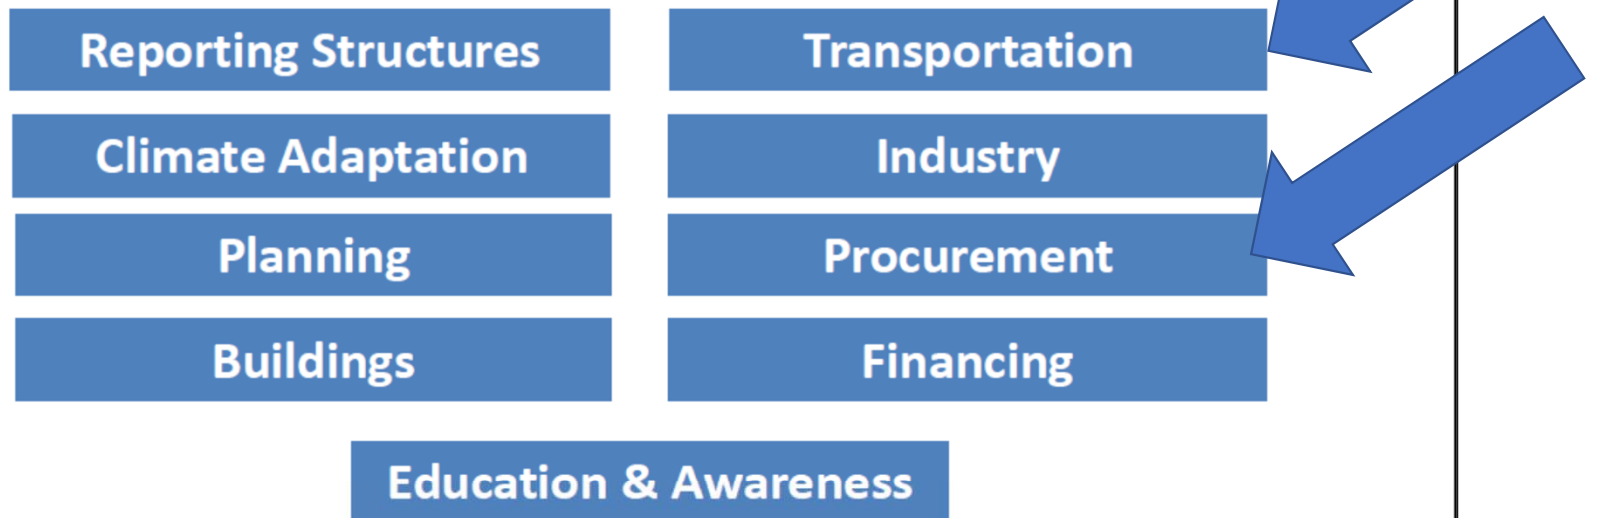 Reporting Structures
Transportation
Climate Adaptation
Industry
Planning
Procurement
Buildings
Financing
Education & Awareness